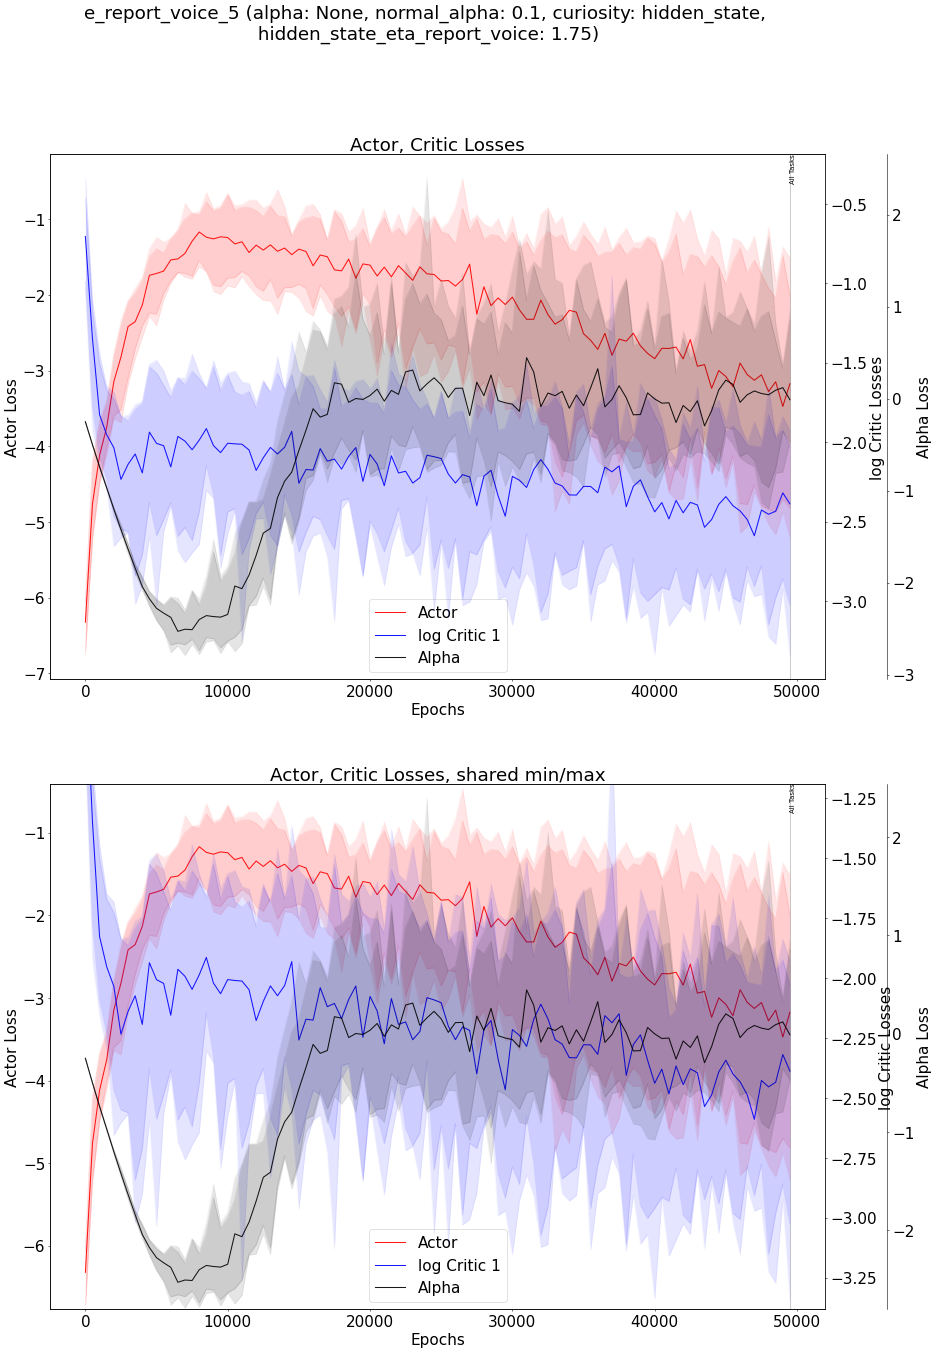 e_report_voice_5 (alpha: None, normal_alpha: 0.1, curiosity: hidden_state,
hidden_state_eta_report_voice: 1.75)
Actor, Critic Losses
All Tasks
−1
−2
−3
−4
−5
−6
−7
Actor Loss
−0.5
−1.0
−1.5
−2.0
−2.5
−3.0
log Critic Losses
2
1
0
−1
−2
−3
Alpha Loss
Actor
log Critic 1
Alpha
0 10000 20000 30000 40000 50000
Epochs
Actor, Critic Losses, shared min/max
All Tasks
−1
−2
−3
−4
−5
−6
Actor Loss
−1.25
−1.50
−1.75
−2.00
−2.25
−2.50
−2.75
−3.00
−3.25
log Critic Losses
2
1
0
−1
−2
Alpha Loss
Actor
log Critic 1
Alpha
0 10000 20000 30000 40000 50000
Epochs